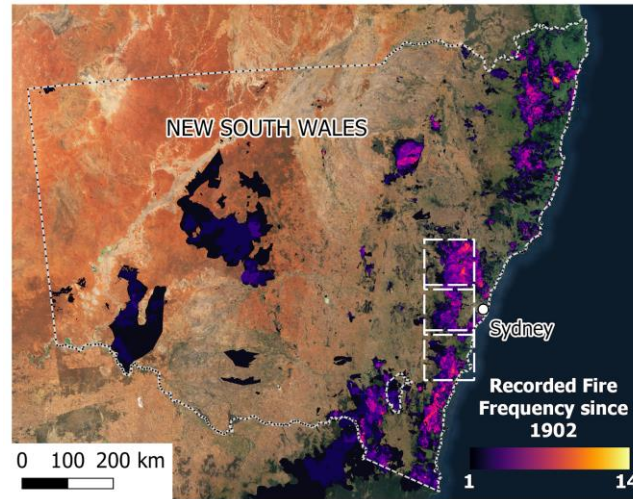 NEW SOUTH WALES
Sydney
Recorded Fire
Frequency since
1902
0 100 200 km
1 14